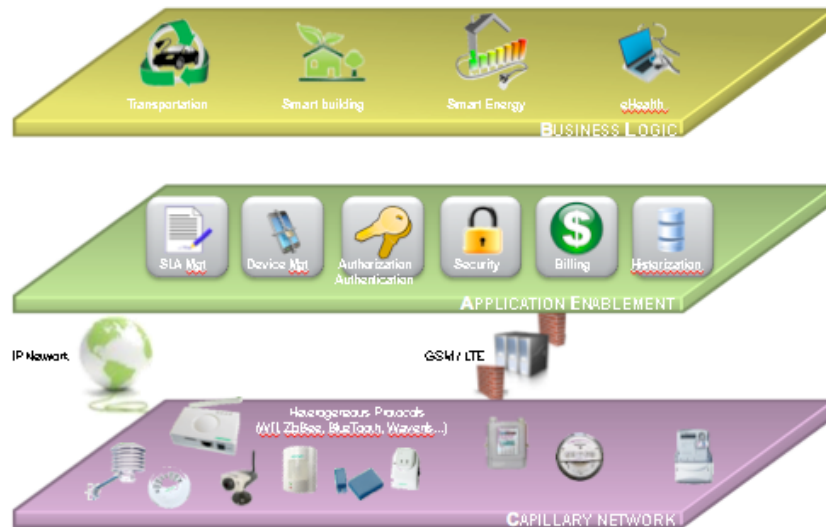 Transportation
Smart building
Smart Energy
eHealth
BUSINESS LOGIC
SLA Mgt
Device Mgt
Authorization
Authentication
Security
Billing
Historization
APPLICATION ENABLEMENT
IP Network
GSM / LTE
Heterogeneous Protocols
(Wifi, ZigBee, BlueTooth, Wavenis...)
CAPILLARY NETWORK